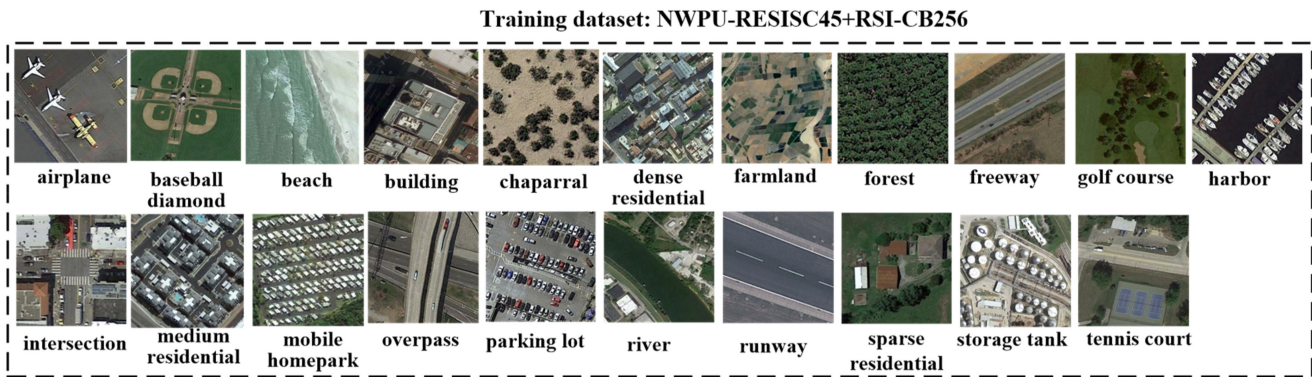 Training dataset: NWPU-RESISC45+RSI-CB256
airplane
baseball
diamond
beach
building
chaparral
dense
residential
farmland
forest
freeway
golf course
harbor
intersection
medium
residential
mobile
homepark
overpass
parking lot
river
runway
sparse
residential
storage tank
tennis court